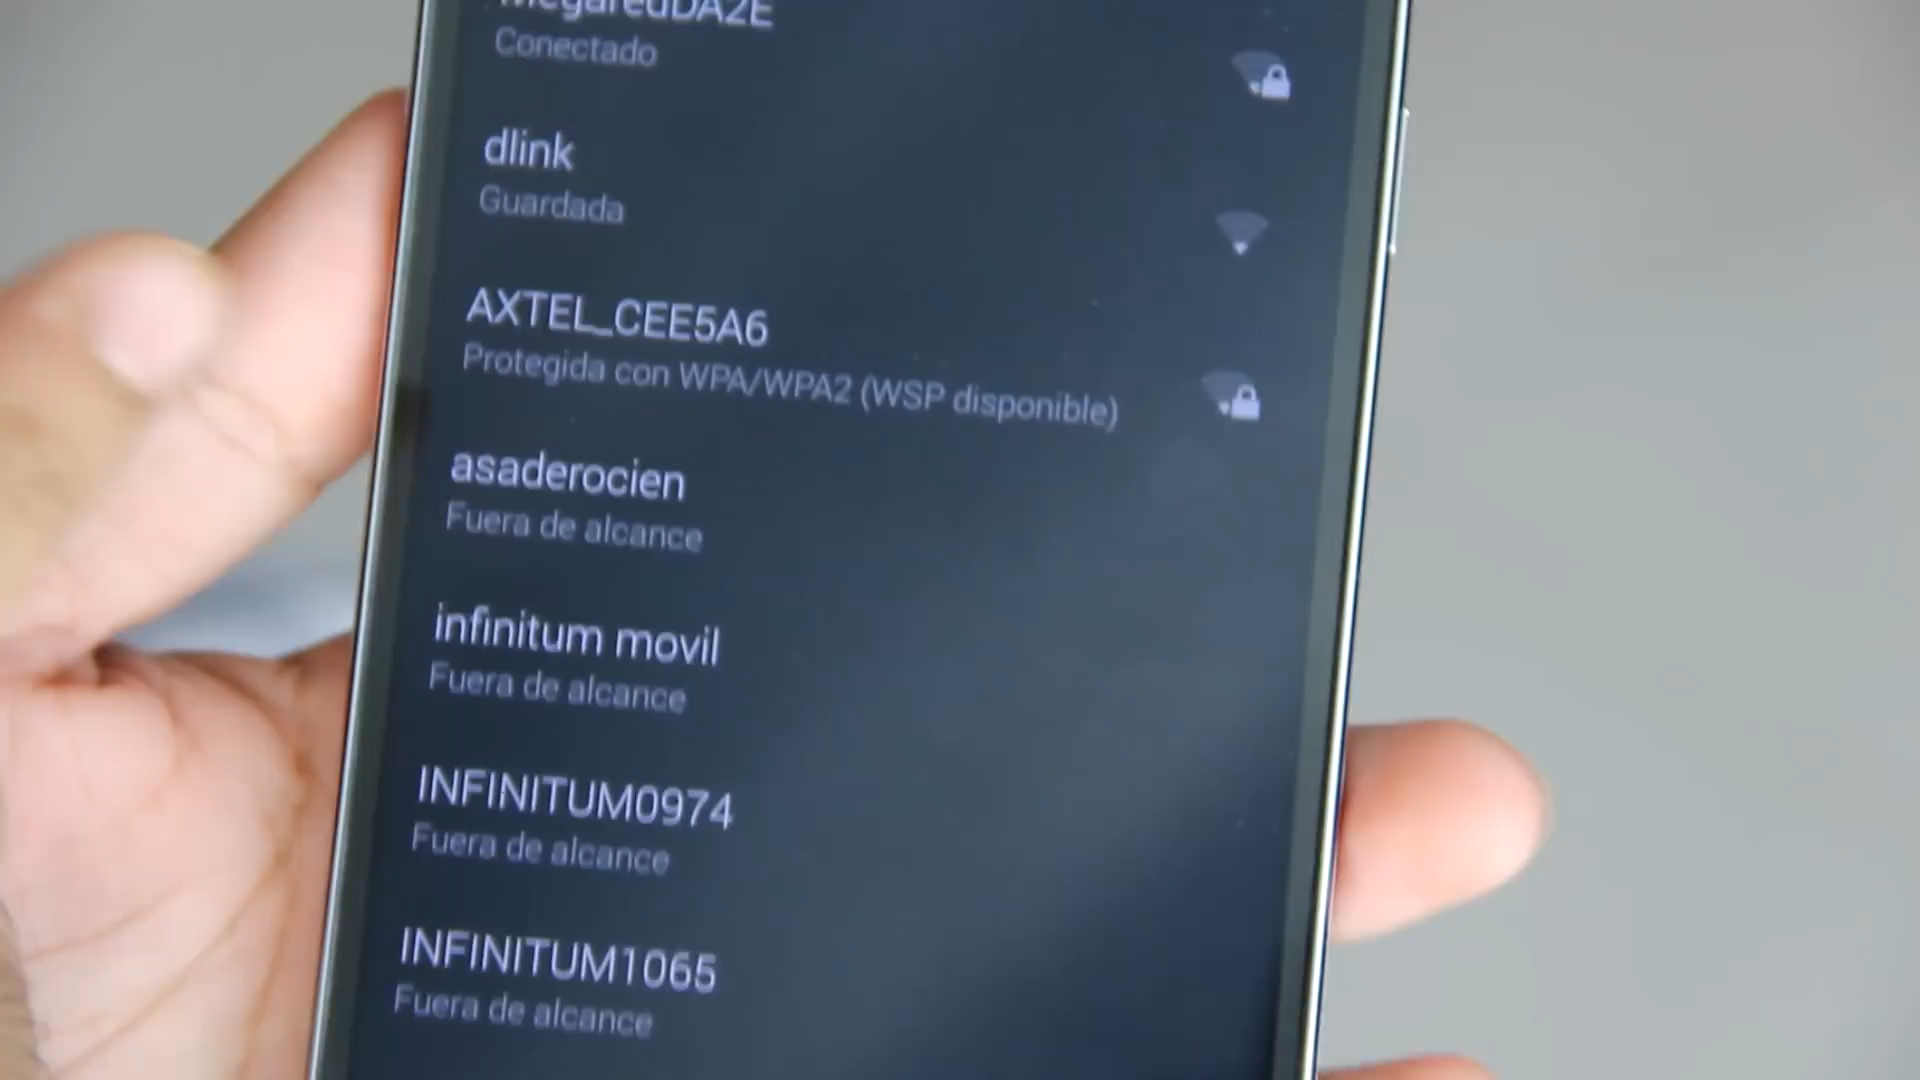 MegaredDA2E
Conectado
dlink
Guardada
AXTEL_CEE5A6
Protegida con WPA/WPA2 (WSP disponible)
asaderocien
Fuera de alcance
infinitum movil
Fuera de alcance
INFINITUM0974
Fuera de alcance
INFINITUM1065
Fuera de alcance